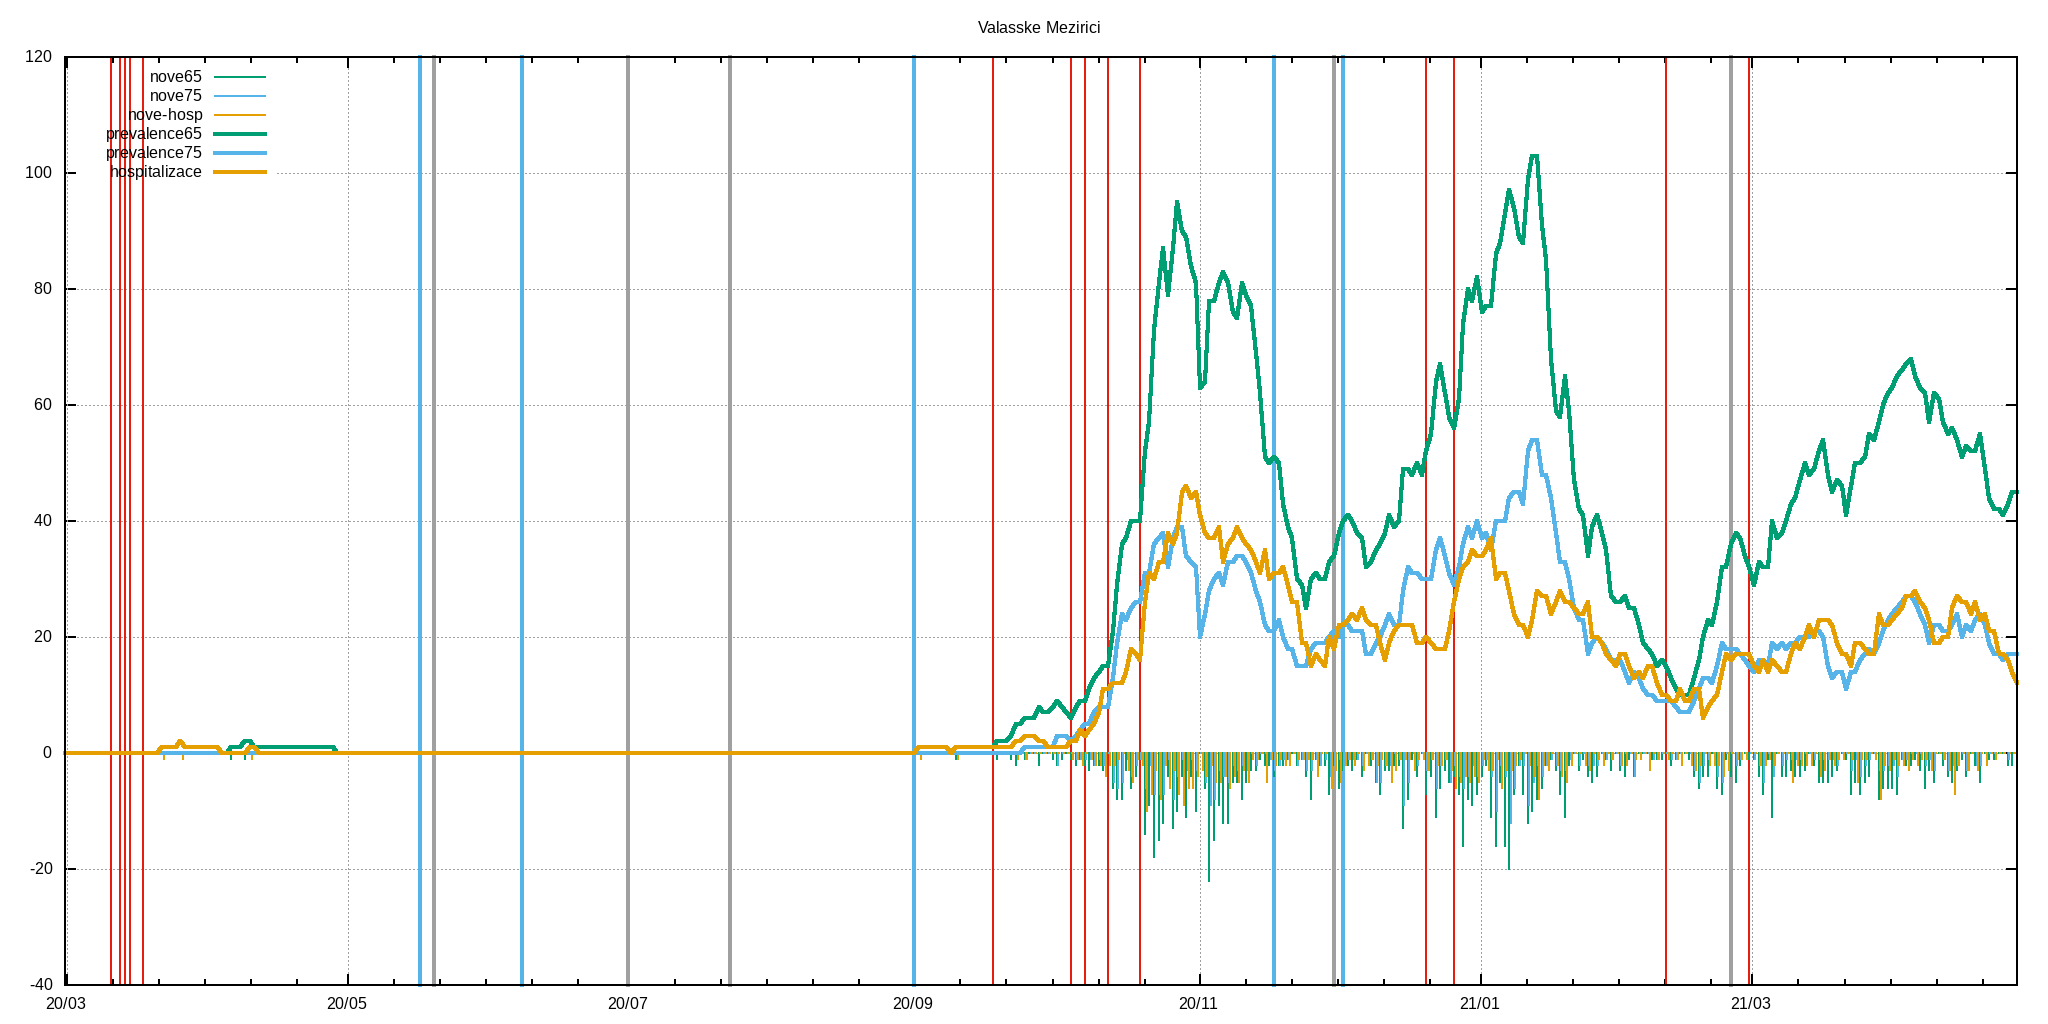 Valasske Mezirici
120
100
80
60
40
20
0
-20
-40
nove65
nove75
nove-hosp
prevalence65
prevalence75
hospitalizace
20/03 20/05 20/07 20/09 20/11 21/01 21/03